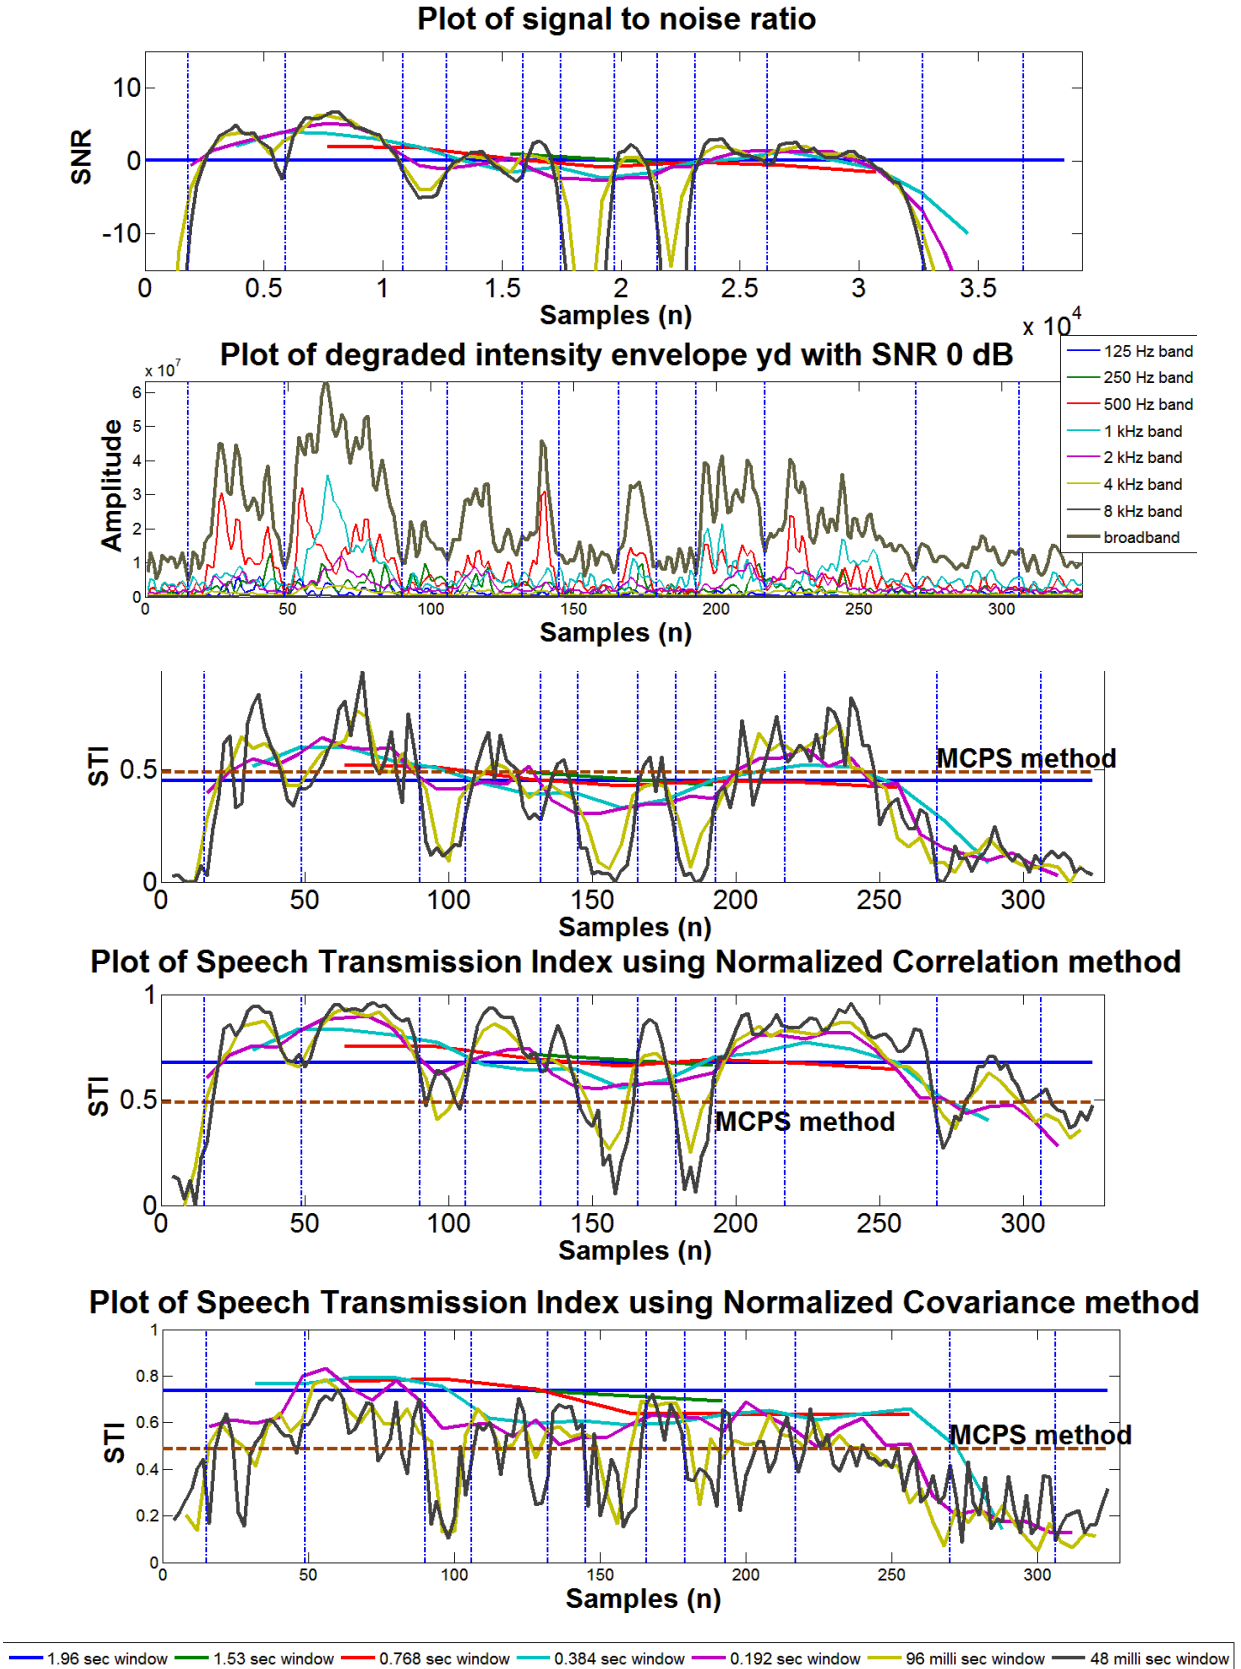 Plot of signal to noise ratio
10
0
-10
SNR
0 0.5 1 1.5 2 2.5 3 3.5
Samples (n)
x 10^4
Plot of degraded intensity envelope yd with SNR 0 dB
x 10^7
6
5
4
3
2
1
0
Amplitude
0 50 100 150 200 250 300
Samples (n)
125 Hz band
250 Hz band
500 Hz band
1 kHz band
2 kHz band
4 kHz band
8 kHz band
broadband
STI
0.5
0
MCPS method
0 50 100 150 200 250 300
Samples (n)
Plot of Speech Transmission Index using Normalized Correlation method
1
0.5
0
STI
MCPS method
0 50 100 150 200 250 300
Samples (n)
Plot of Speech Transmission Index using Normalized Covariance method
1
0.8
0.6
0.4
0.2
0
STI
MCPS method
0 50 100 150 200 250 300
Samples (n)
1.96 sec window 1.53 sec window 0.768 sec window 0.384 sec window 0.192 sec window 96 milli sec window 48 milli sec window